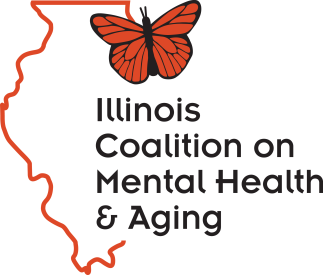 Illinois
Coalition on
Mental Health
& Aging